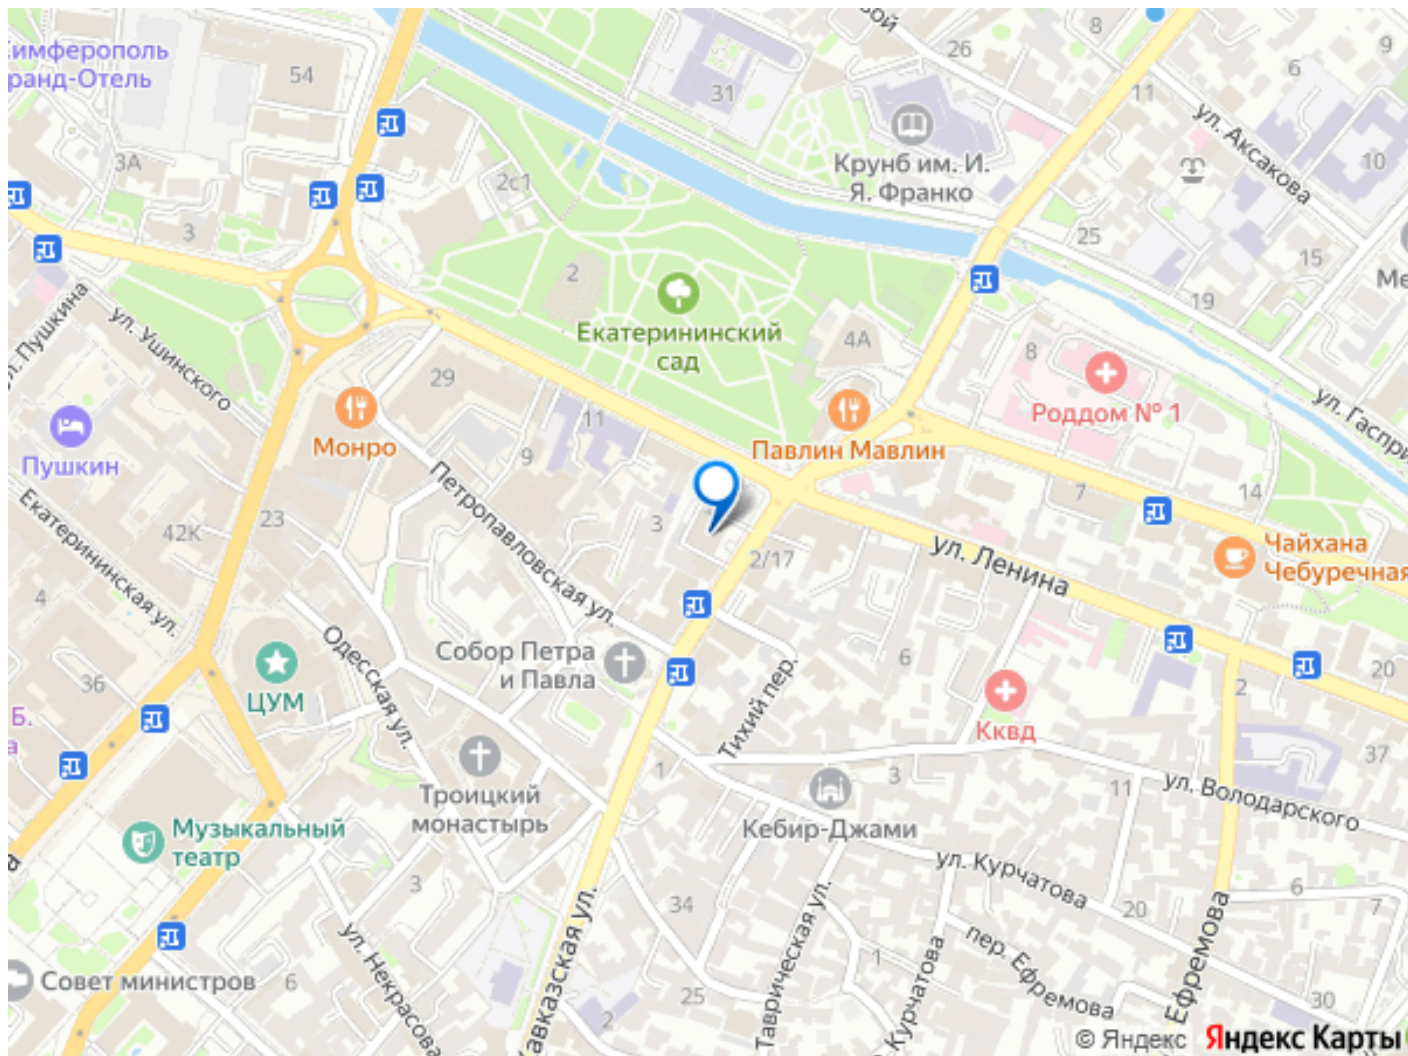 Симферополь
Гранд-Отель
54
3А
3
2с1
31
26
8
9
6
11
10
ул. Аксакова
Крунб им. И.
Я. Франко
25
15
19
Ме
ул. Пушкина
ул. Ушинского
2
Екатерининский
сад
4А
8
Роддом № 1
ул. Гаспри
29
Монро
11
9
Павлин Мавлин
Пушкин
Екатерининская ул.
42К
23
Петропавловская ул.
3
2/17
7
14
ул. Ленина
Чайхана
Чебуречная
4
36
ЦУМ
Одесская ул.
Собор Петра
и Павла
Тихий пер.
6
Кквд
2
20
37
Б.
а
Троицкий
монастырь
1
3
11
ул. Володарского
Кебир-Джами
Музыкальный
театр
3
34
ул. Курчатова
20
6
7
Кавказская ул.
Таврическая ул.
Курчатова
1
пер. Ефремова
Ефремова
30
Совет министров
6
ул. Некрасова
25
2
© Яндекс
Яндекс Карты